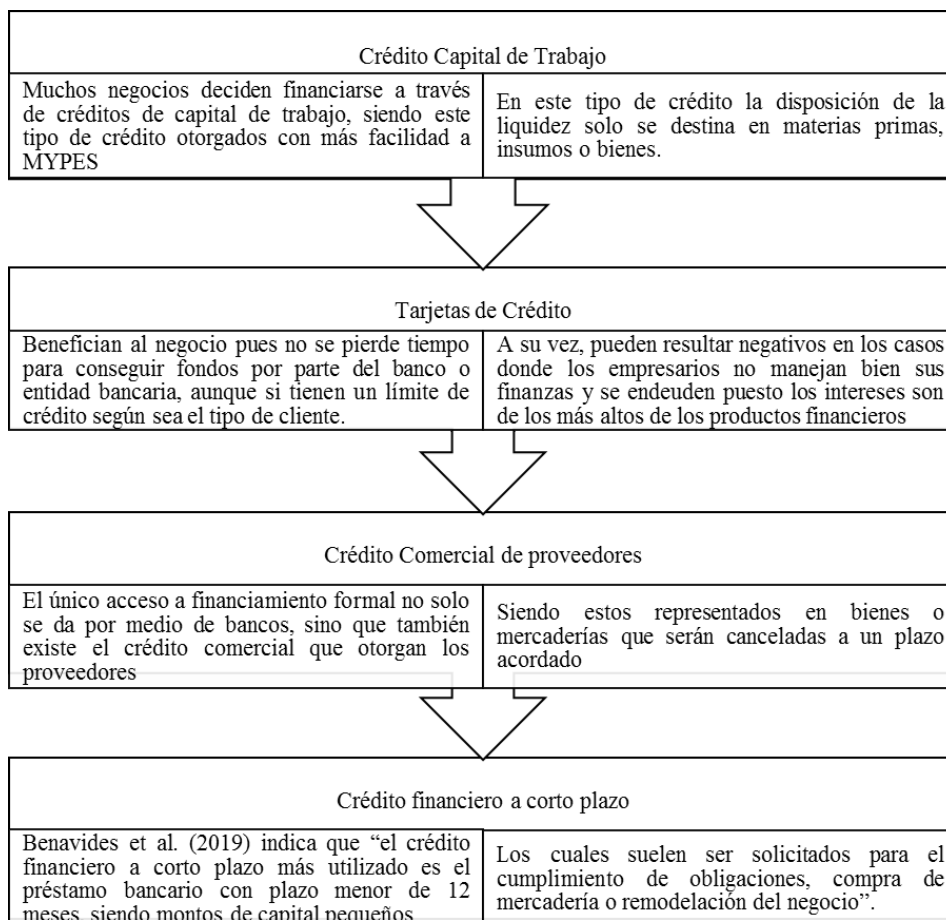 Crédito Capital de Trabajo
Muchos negocios deciden financiarse a través
de créditos de capital de trabajo, siendo este
tipo de crédito otorgados con más facilidad a
MYPES
En este tipo de crédito la disposición de la
liquidez solo se destina en materias primas,
insumos o bienes.
Tarjetas de Crédito
Benefician al negocio pues no se pierde tiempo
para conseguir fondos por parte del banco o
entidad bancaria, aunque si tienen un límite de
crédito según sea el tipo de cliente.
A su vez, pueden resultar negativos en los casos
donde los empresarios no manejan bien sus
finanzas y se endeuden puesto los intereses son
de los más altos de los productos financieros
Crédito Comercial de proveedores
El único acceso a financiamiento formal no solo
se da por medio de bancos, sino que también
existe el crédito comercial que otorgan los
proveedores
Siendo estos representados en bienes o
mercaderías que serán canceladas a un plazo
acordado
Crédito financiero a corto plazo
Benavides et al. (2019) indica que “el crédito
financiero a corto plazo más utilizado es el
préstamo bancario con plazo menor de 12
meses, siendo montos de capital pequeños
Los cuales suelen ser solicitados para el
cumplimiento de obligaciones, compra de
mercadería o remodelación del negocio”.